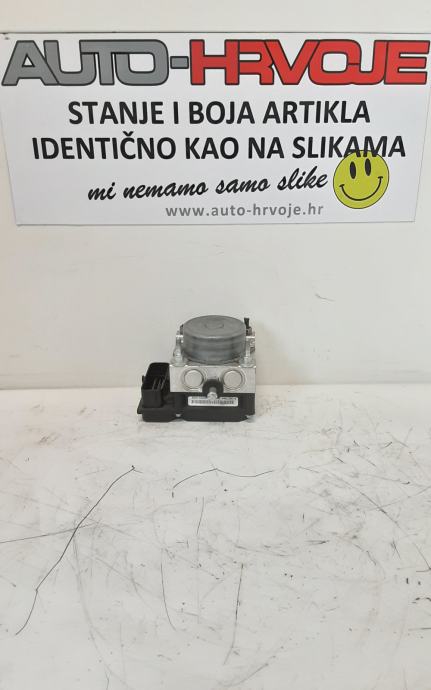 AUTO-HRVOJE
STANJE I BOJA ARTIKLA
IDENTIČNO KAO NA SLIKAMA
mi nemamo samo slike
www.auto-hrvoje.hr